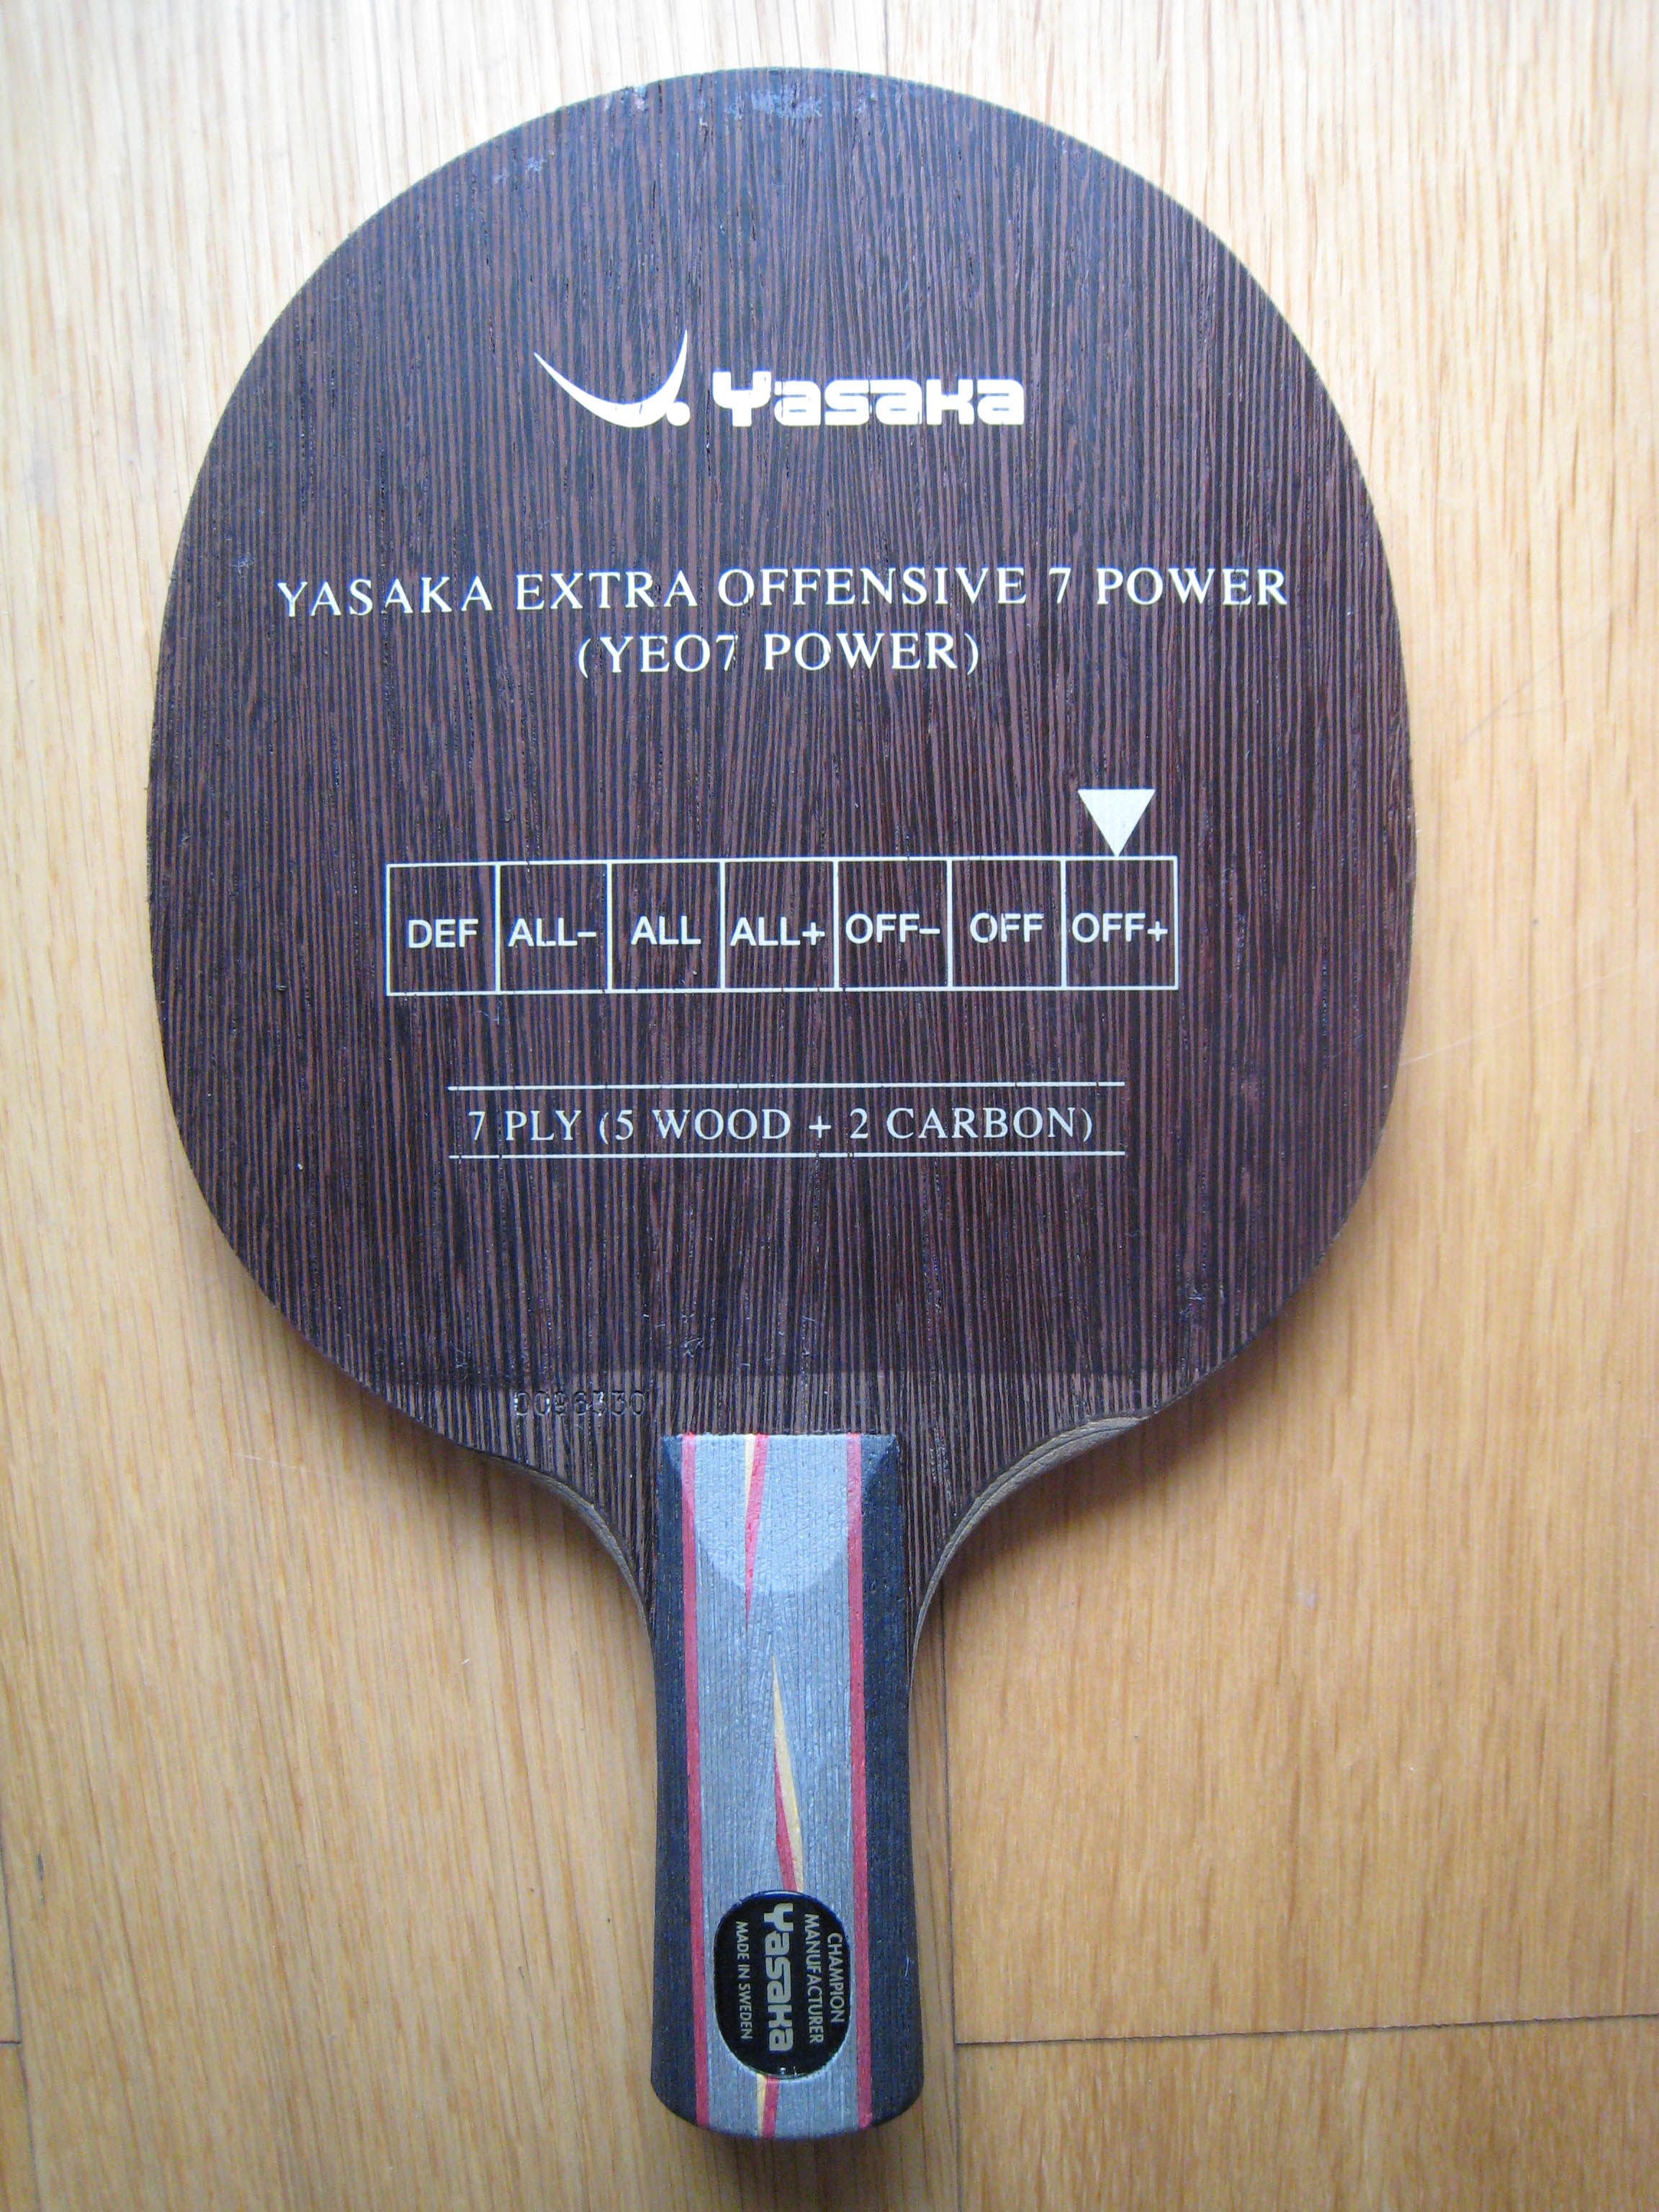 Yasaka
YASAKA EXTRA OFFENSIVE 7 POWER
(YEO7 POWER)
DEF ALL- ALL ALL+ OFF- OFF OFF+
7 PLY (5 WOOD + 2 CARBON)
CHAMPION
MANUFACTURER
Yasaka
MADE IN SWEDEN